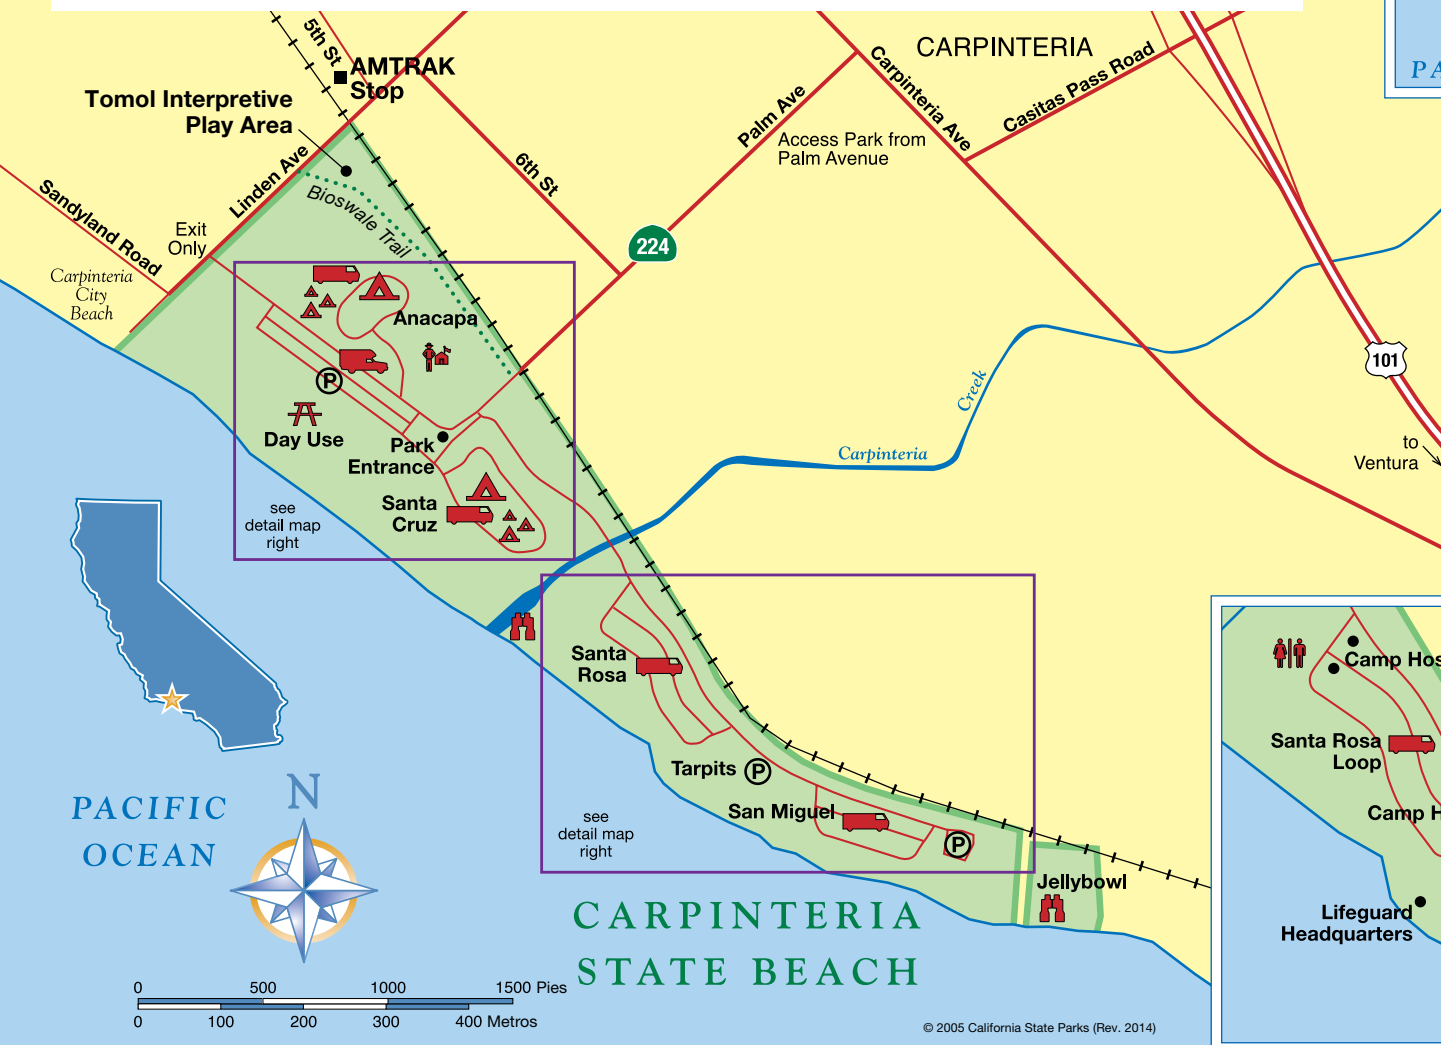 5th St
AMTRAK
Stop
Tomol Interpretive
Play Area
CARPINTERIA
Carpinteria Ave
Casitas Pass Road
Palm Ave
Access Park from
Palm Avenue
6th St
Linden Ave
Bioswale Trail
Sandyland Road
Exit
Only
Carpinteria
City
Beach
224
101
to
Ventura
Anacapa
P
Day Use
Park
Entrance
Santa
Cruz
see
detail map
right
Creek
Carpinteria
Santa
Rosa
Tarpits P
San Miguel
P
see
detail map
right
Jellybowl
PACIFIC
OCEAN
N
CARPINTERIA
STATE BEACH
0 500 1000 1500 Pies
0 100 200 300 400 Metros
© 2005 California State Parks (Rev. 2014)
PA
Camp Hos
Santa Rosa
Loop
Camp H
Lifeguard
Headquarters